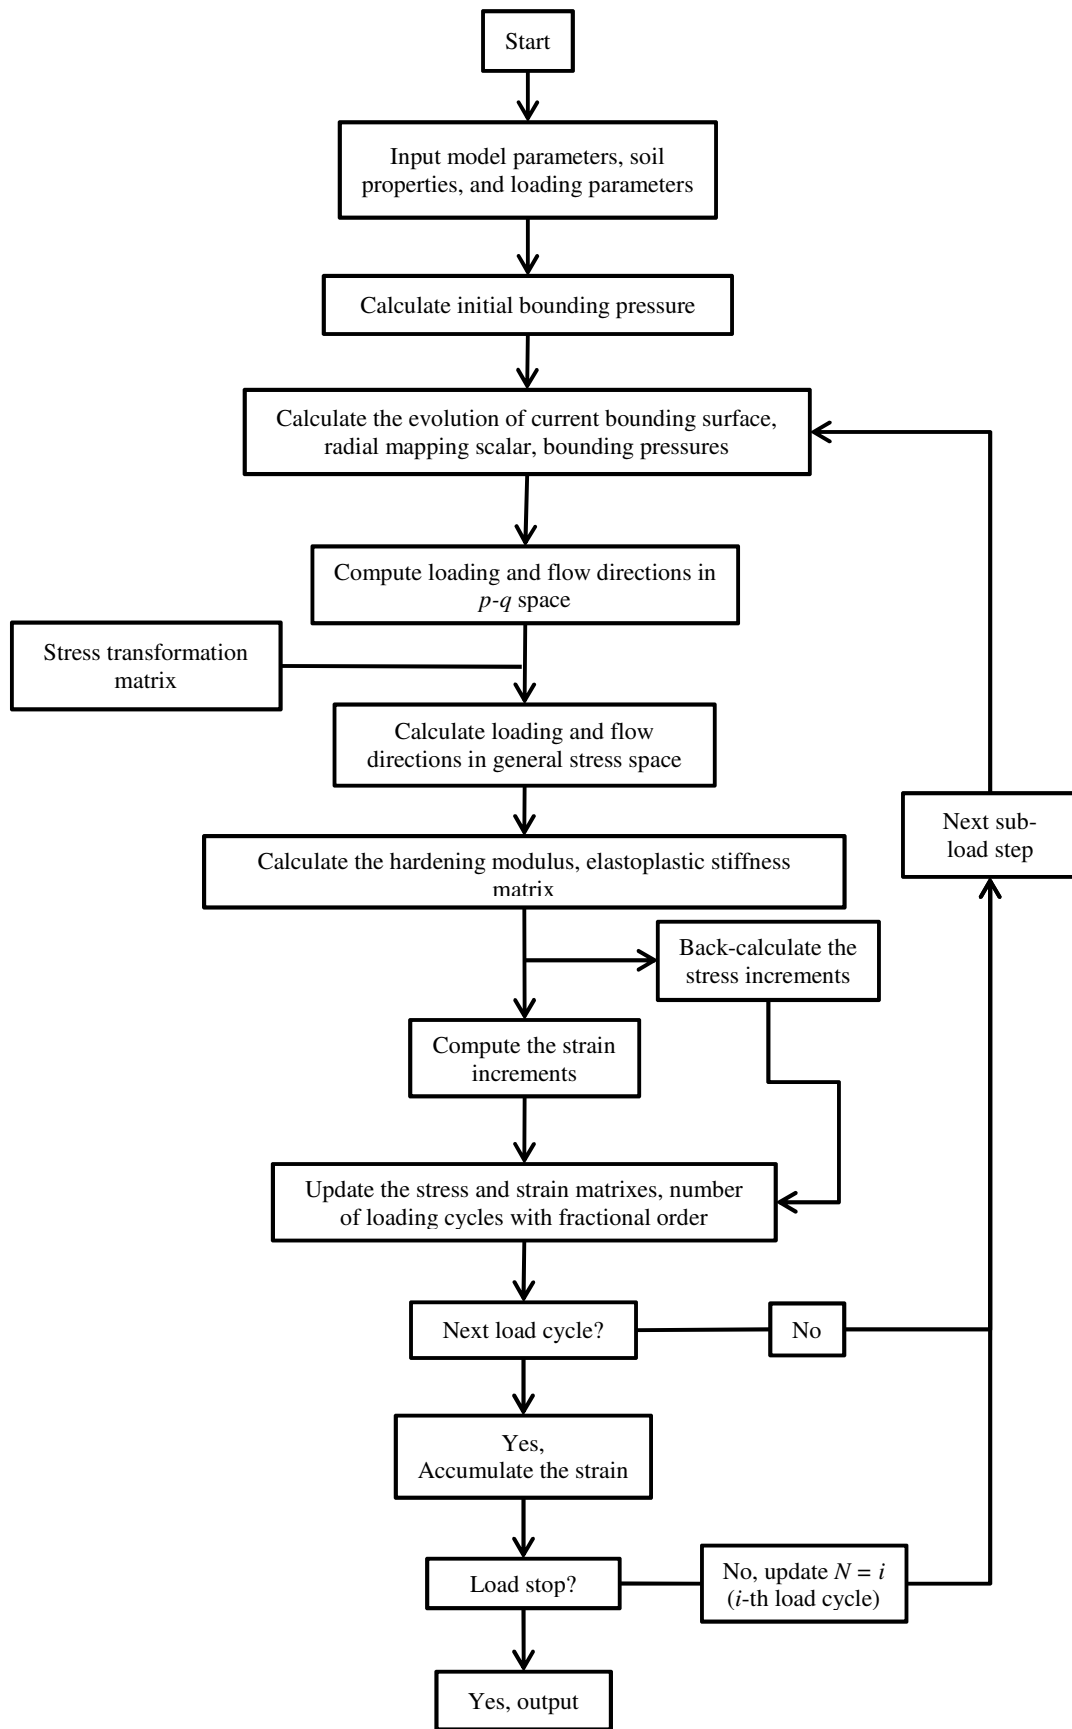 Start
Input model parameters, soil
properties, and loading parameters
Calculate initial bounding pressure
Calculate the evolution of current bounding surface,
radial mapping scalar, bounding pressures
Compute loading and flow directions in
p-q space
Stress transformation
matrix
Calculate loading and flow
directions in general stress space
Next sub-
load step
Calculate the hardening modulus, elastoplastic stiffness
matrix
Back-calculate the
stress increments
Compute the strain
increments
Update the stress and strain matrixes, number
of loading cycles with fractional order
Next load cycle?
No
Yes,
Accumulate the strain
Load stop?
No, update N = i
(i-th load cycle)
Yes, output